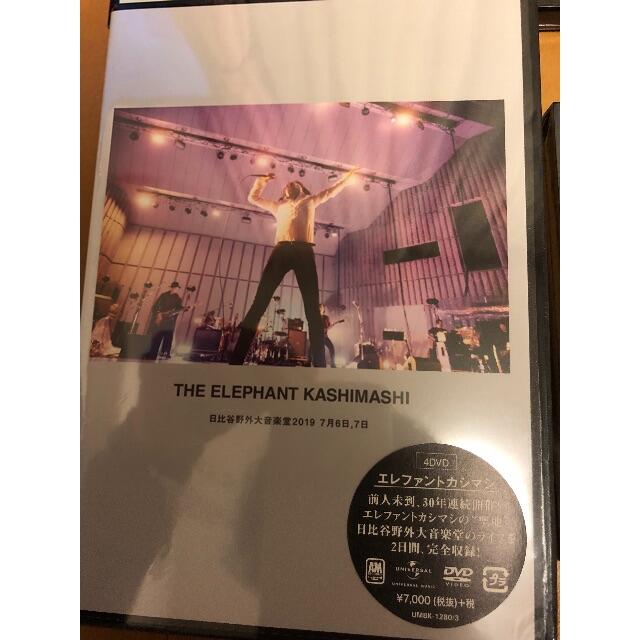 THE ELEPHANT KASHIMASHI
日比谷野外大音楽堂2019 7月6日,7日
4DVD
エレファントカシマシ
前人未到、30年連続開催!
エレファントカシマシの"聖地"
日比谷野外大音楽堂のライブを
2日間、完全収録!
UNIVERSAL
UNIVERSAL MUSIC
DVD
VIDEO
¥7,000 (税抜)+税
UMBK-1280/3